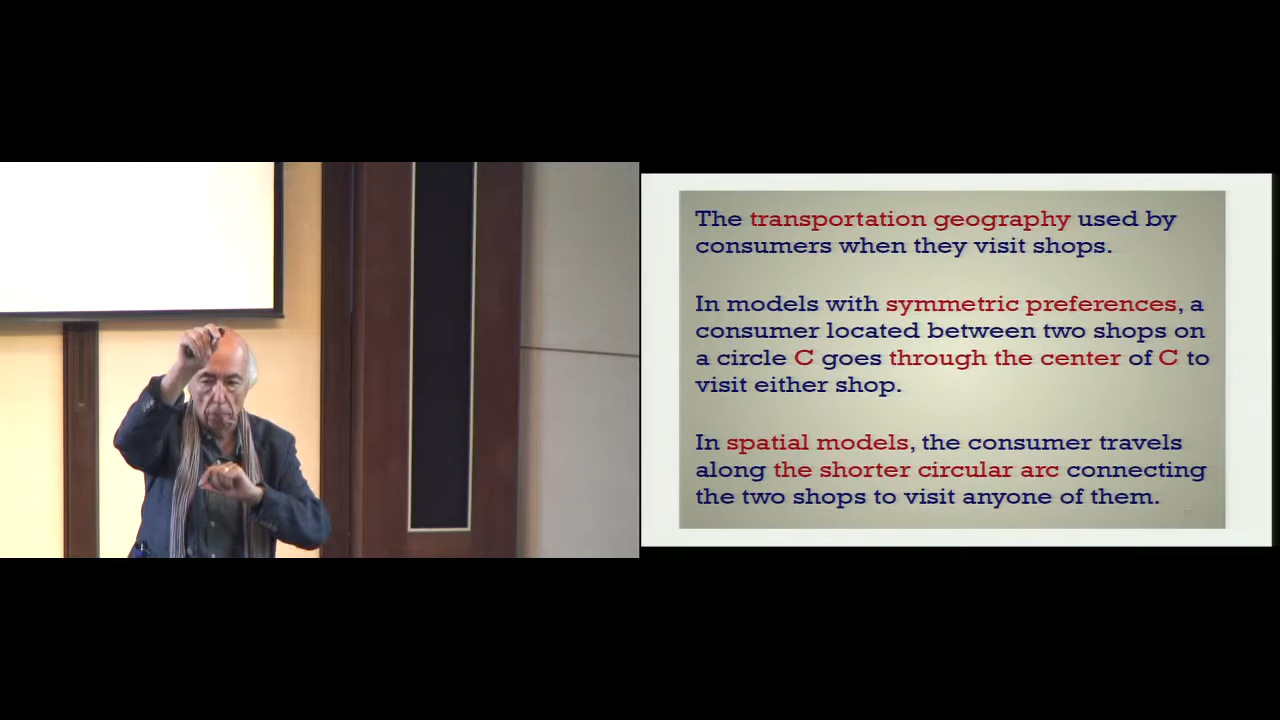 The transportation geography used by
consumers when they visit shops.
In models with symmetric preferences, a
consumer located between two shops on
a circle C goes through the center of C to
visit either shop.
In spatial models, the consumer travels
along the shorter circular arc connecting
the two shops to visit anyone of them.